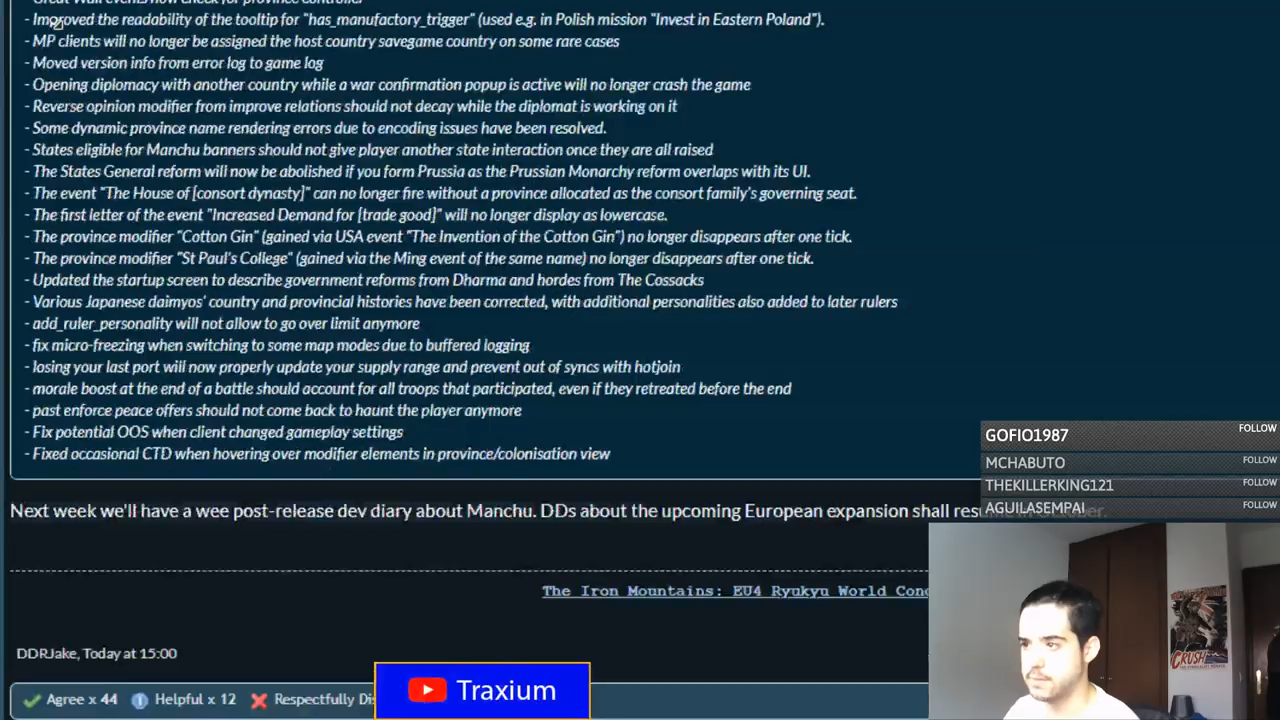 - Improved the readability of the tooltip for "has_manufactory_trigger" (used e.g. in Polish mission "Invest in Eastern Poland").
- MP clients will no longer be assigned the host country savegame country on some rare cases
- Moved version info from error log to game log
- Opening diplomacy with another country while a war confirmation popup is active will no longer crash the game
- Reverse opinion modifier from improve relations should not decay while the diplomat is working on it
- Some dynamic province name rendering errors due to encoding issues have been resolved.
- States eligible for Manchu banners should not give player another state interaction once they are all raised
- The States General reform will now be abolished if you form Prussia as the Prussian Monarchy reform overlaps with its UI.
- The event "The House of [consort dynasty]" can no longer fire without a province allocated as the consort family's governing seat.
- The first letter of the event "Increased Demand for [trade good]" will no longer display as lowercase.
- The province modifier "Cotton Gin" (gained via USA event "The Invention of the Cotton Gin") no longer disappears after one tick.
- The province modifier "St Paul's College" (gained via the Ming event of the same name) no longer disappears after one tick.
- Updated the startup screen to describe government reforms from Dharma and hordes from The Cossacks
- Various Japanese daimyos' country and provincial histories have been corrected, with additional personalities also added to later rulers
- add_ruler_personality will not allow to go over limit anymore
- fix micro-freezing when switching to some map modes due to buffered logging
- losing your last port will now properly update your supply range and prevent out of syncs with hotjoin
- morale boost at the end of a battle should account for all troops that participated, even if they retreated before the end
- past enforce peace offers should not come back to haunt the player anymore
- Fix potential OOS when client changed gameplay settings
- Fixed occasional CTD when hovering over modifier elements in province/colonisation view
GOFIO1987 FOLLOW
MCHABUTO FOLLOW
THEKILLERKING121 FOLLOW
AGUILASEMPAI FOLLOW
Next week we'll have a wee post-release dev diary about Manchu. DDs about the upcoming European expansion shall
The Iron Mountains: EU4 Ryukyu World
DDRJake, Today at 15:00
Agree x 44 Helpful x 12 Respectfully
Traxium
CRUSH